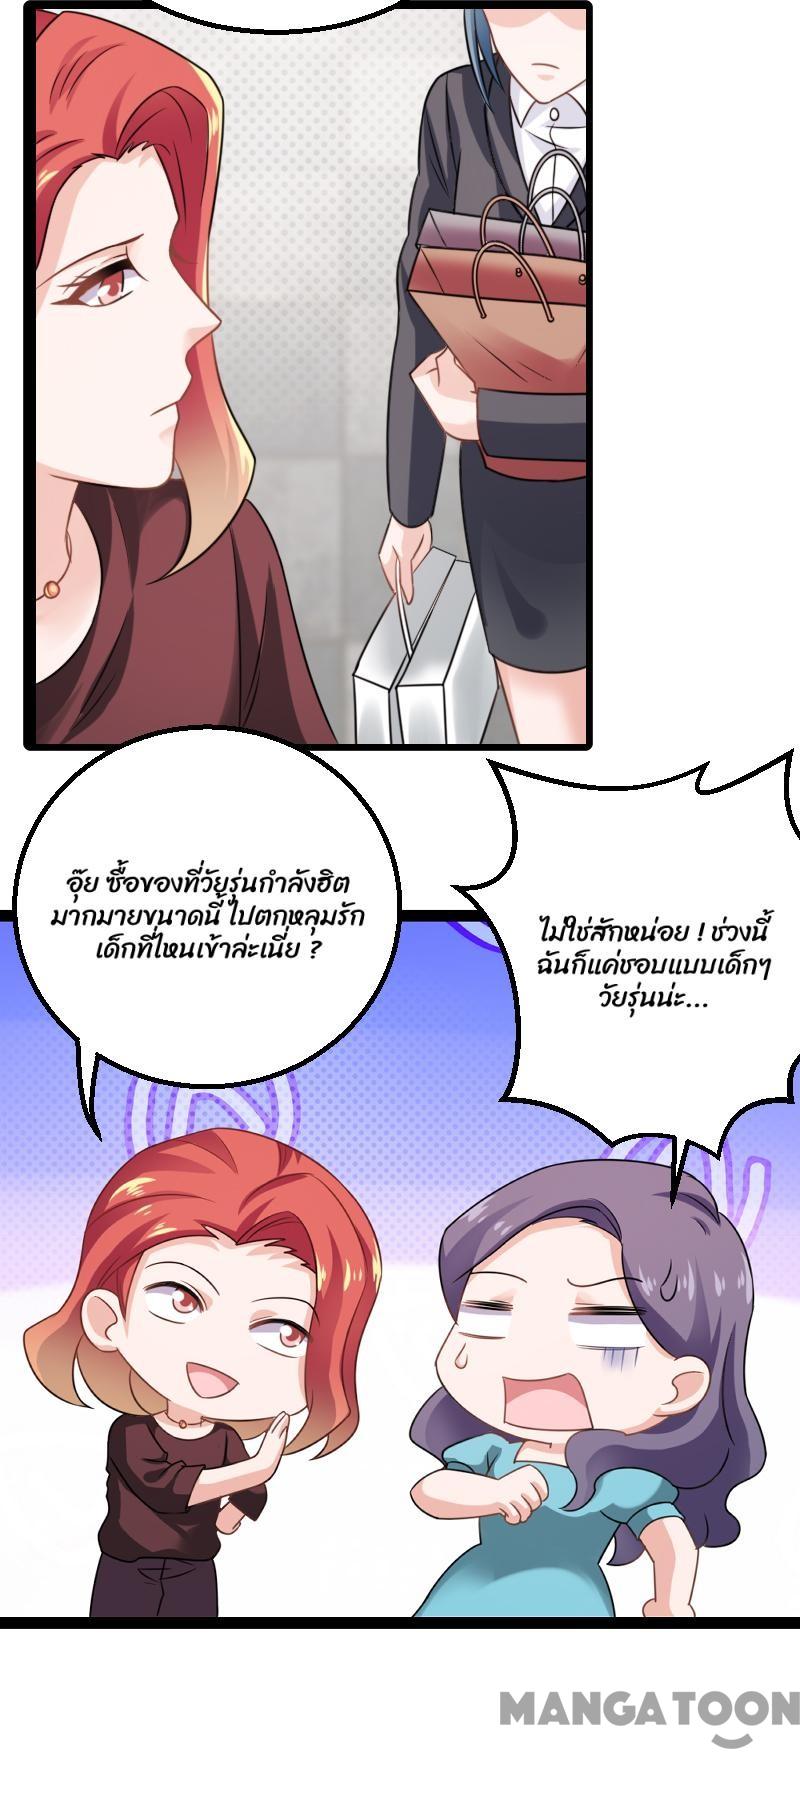 อุ๊ย ซื้อของที่วัยรุ่นกำลังฮิต
มากมายขนาดนี้ ไปตกหลุมรัก
เด็กที่ไหนเข้าล่ะเนี่ย ?
ไม่ใช่สักหน่อย ! ช่วงนี้
ฉันก็แค่ชอบแบบเด็กๆ
วัยรุ่นน่ะ...
MANGATOON